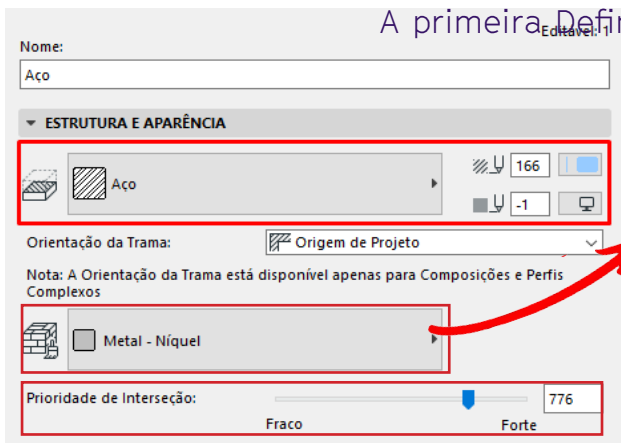 A primeira Defin
Editável: 1
Nome:
Aço
ESTRUTURA E APARÊNCIA
Aço
166
-1
Orientação da Trama:
Origem de Projeto
Nota: A Orientação da Trama está disponível apenas para Composições e Perfis
Complexos
Metal - Níquel
Prioridade de Interseção:
776
Fraco
Forte